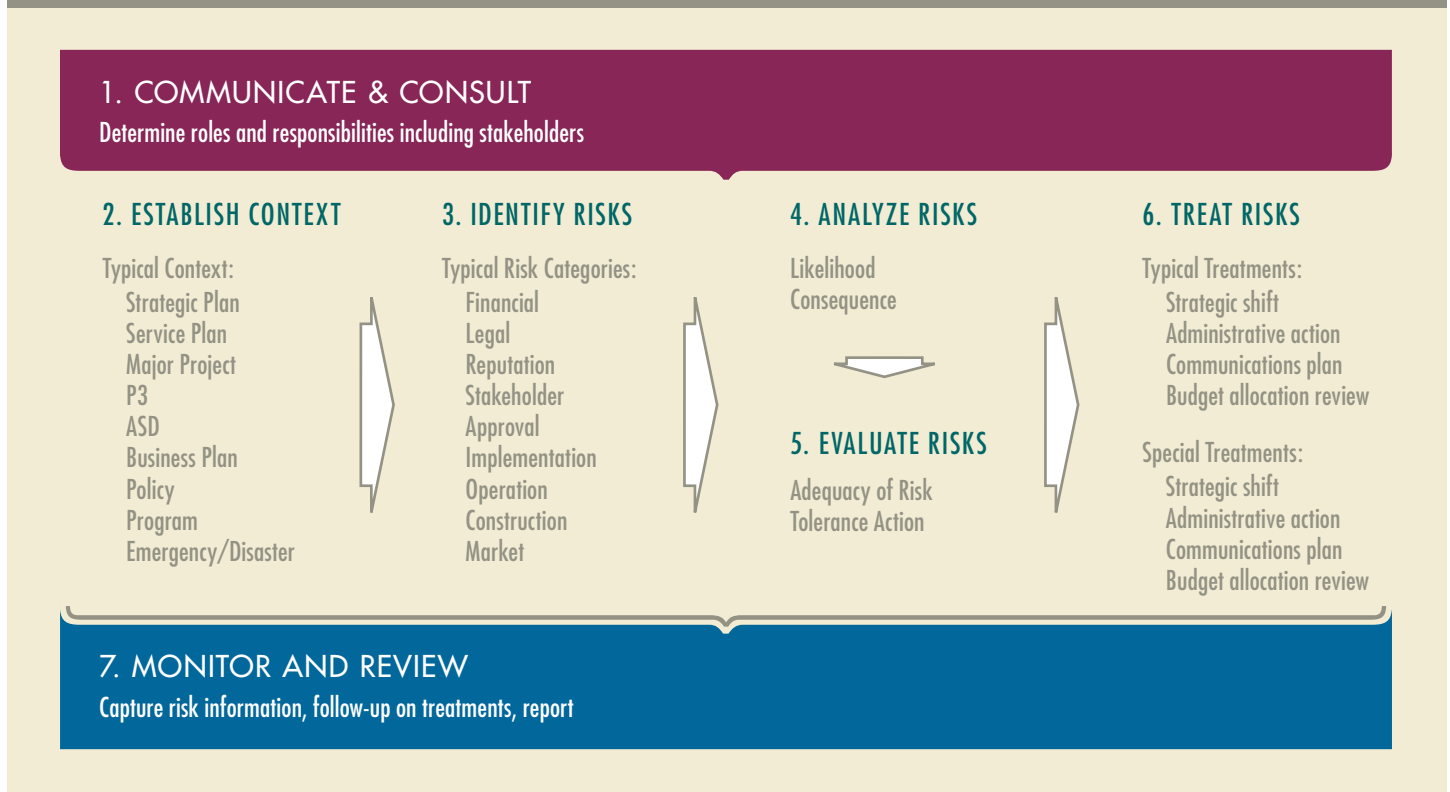 1. COMMUNICATE & CONSULT
Determine roles and responsibilities including stakeholders
2. ESTABLISH CONTEXT
Typical Context:
Strategic Plan
Service Plan
Major Project
P3
ASD
Business Plan
Policy
Program
Emergency/Disaster
3. IDENTIFY RISKS
Typical Risk Categories:
Financial
Legal
Reputation
Stakeholder
Approval
Implementation
Operation
Construction
Market
4. ANALYZE RISKS
Likelihood
Consequence
5. EVALUATE RISKS
Adequacy of Risk
Tolerance Action
6. TREAT RISKS
Typical Treatments:
Strategic shift
Administrative action
Communications plan
Budget allocation review
Special Treatments:
Strategic shift
Administrative action
Communications plan
Budget allocation review
7. MONITOR AND REVIEW
Capture risk information, follow-up on treatments, report